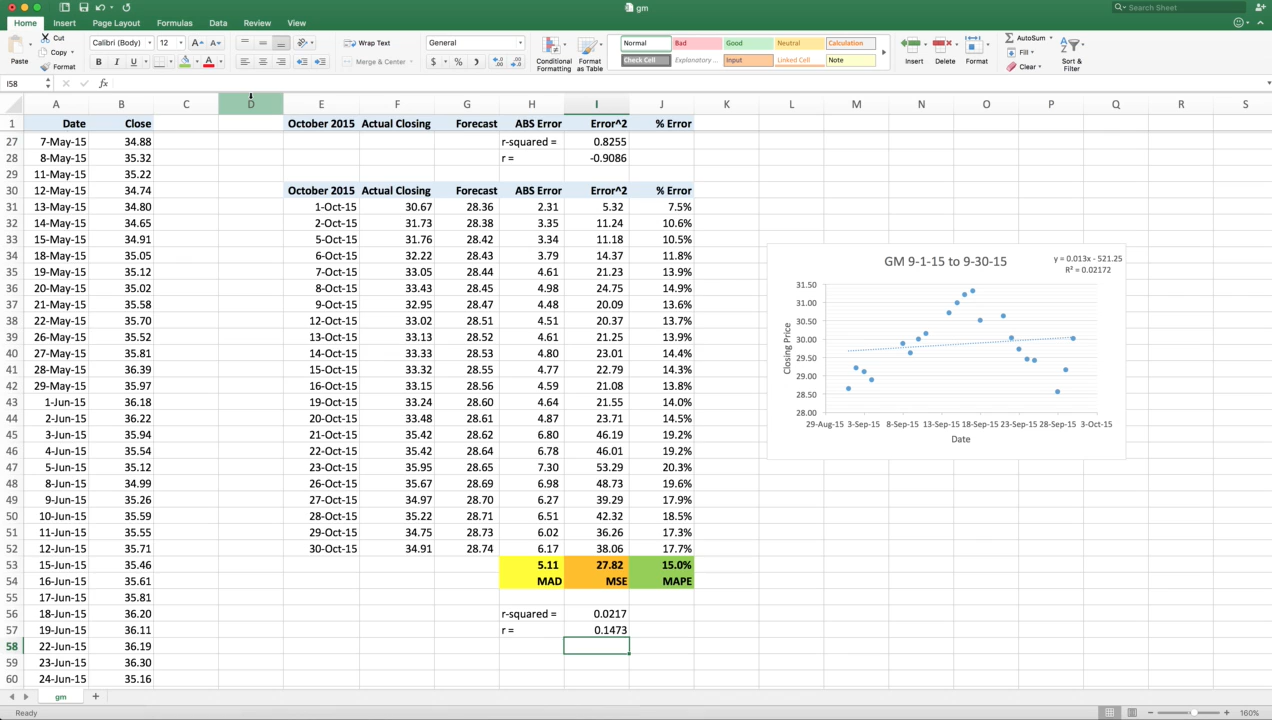 gm
Search Sheet
Home Insert Page Layout Formulas Data Review View
Cut Calibri (Body) 12 A A Wrap Text General Normal Bad Good Neutral Calculation AutoSum
Copy Fill
Paste Format B I U A Merge & Center $ % Conditional Formatting Format as Table Check Cell Explanatory... Input Linked Cell Note Insert Delete Format Clear Sort & Filter
I58 fx
A B C D E F G H I J K L M N O P Q R S
1 Date Close October 2015 Actual Closing Forecast ABS Error Error^2 % Error
27 7-May-15 34.88 r-squared = 0.8255
28 8-May-15 35.32 r = -0.9086
29 11-May-15 35.22
30 12-May-15 34.74 October 2015 Actual Closing Forecast ABS Error Error^2 % Error
31 13-May-15 34.80 1-Oct-15 30.67 28.36 2.31 5.32 7.5%
32 14-May-15 34.65 2-Oct-15 31.73 28.38 3.35 11.24 10.6%
33 15-May-15 34.91 5-Oct-15 31.76 28.42 3.34 11.18 10.5%
34 18-May-15 35.05 6-Oct-15 32.22 28.43 3.79 14.37 11.8%
35 19-May-15 35.12 7-Oct-15 33.05 28.44 4.61 21.23 13.9%
36 20-May-15 35.02 8-Oct-15 33.43 28.45 4.98 24.75 14.9%
37 21-May-15 35.58 9-Oct-15 32.95 28.47 4.48 20.09 13.6%
38 22-May-15 35.70 12-Oct-15 33.02 28.51 4.51 20.37 13.7%
39 26-May-15 35.52 13-Oct-15 33.13 28.52 4.61 21.25 13.9%
40 27-May-15 35.81 14-Oct-15 33.33 28.53 4.80 23.01 14.4%
41 28-May-15 36.39 15-Oct-15 33.32 28.55 4.77 22.79 14.3%
42 29-May-15 35.97 16-Oct-15 33.15 28.56 4.59 21.08 13.8%
43 1-Jun-15 36.18 19-Oct-15 33.24 28.60 4.64 21.55 14.0%
44 2-Jun-15 36.22 20-Oct-15 33.48 28.61 4.87 23.71 14.5%
45 3-Jun-15 35.94 21-Oct-15 35.42 28.62 6.80 46.19 19.2%
46 4-Jun-15 35.54 22-Oct-15 35.42 28.64 6.78 46.01 19.2%
47 5-Jun-15 35.12 23-Oct-15 35.95 28.65 7.30 53.29 20.3%
48 8-Jun-15 34.99 26-Oct-15 35.67 28.69 6.98 48.73 19.6%
49 9-Jun-15 35.26 27-Oct-15 34.97 28.70 6.27 39.29 17.9%
50 10-Jun-15 35.59 28-Oct-15 35.22 28.71 6.51 42.32 18.5%
51 11-Jun-15 35.55 29-Oct-15 34.75 28.73 6.02 36.26 17.3%
52 12-Jun-15 35.71 30-Oct-15 34.91 28.74 6.17 38.06 17.7%
53 15-Jun-15 35.46 5.11 27.82 15.0%
54 16-Jun-15 35.61 MAD MSE MAPE
55 17-Jun-15 35.81
56 18-Jun-15 36.20 r-squared = 0.0217
57 19-Jun-15 36.11 r = 0.1473
58 22-Jun-15 36.19
59 23-Jun-15 36.30
60 24-Jun-15 35.16
GM 9-1-15 to 9-30-15
y = 0.013x - 521.25
R² = 0.02172
31.50
31.00
30.50
30.00
29.50
29.00
28.50
28.00
Closing Price
29-Aug-15 3-Sep-15 8-Sep-15 13-Sep-15 18-Sep-15 23-Sep-15 28-Sep-15 3-Oct-15
Date
gm
Ready
160%